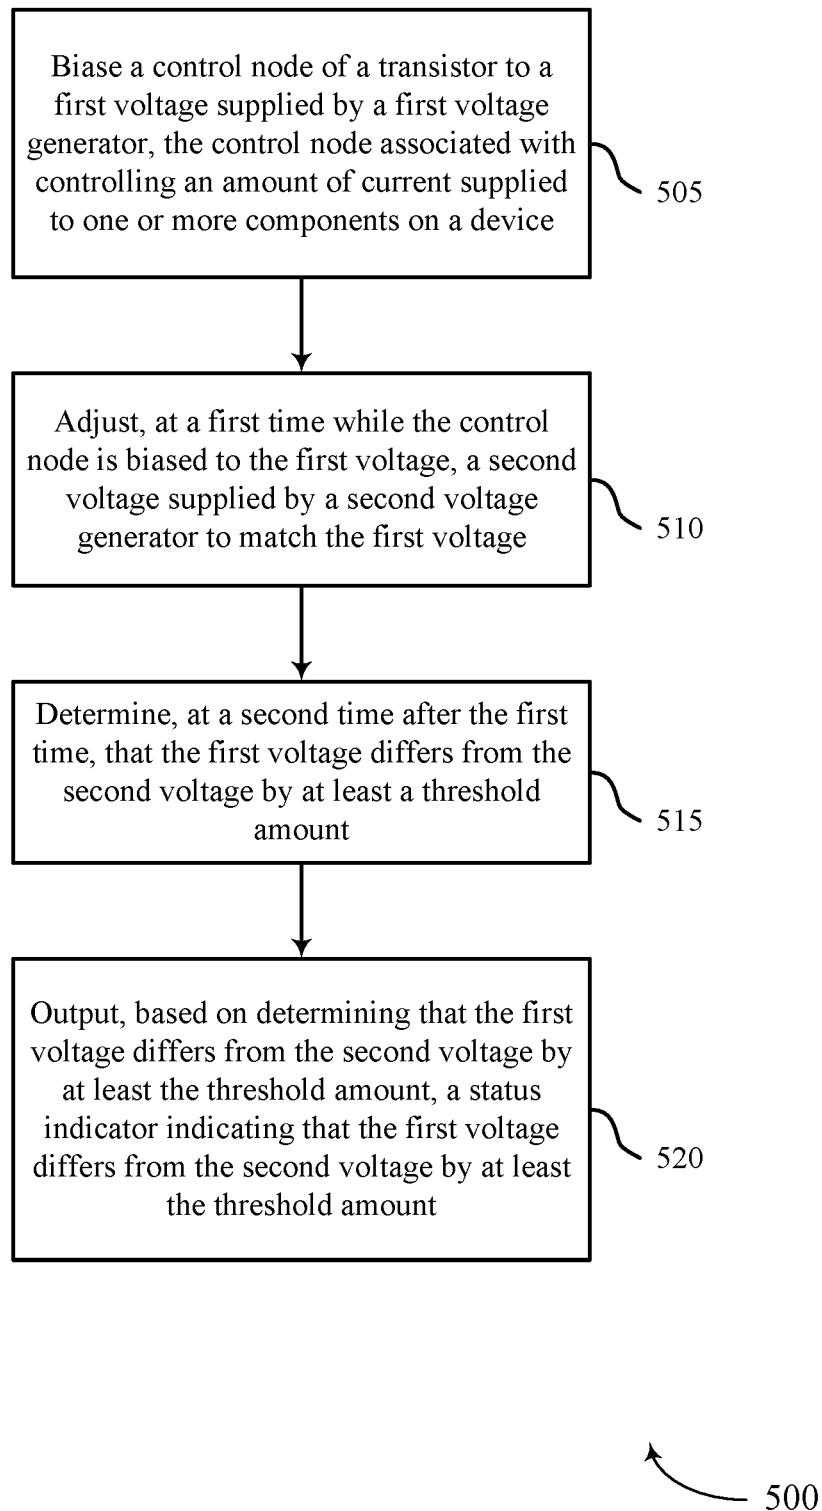 Biase a control node of a transistor to a
first voltage supplied by a first voltage
generator, the control node associated with
controlling an amount of current supplied
to one or more components on a device
505
Adjust, at a first time while the control
node is biased to the first voltage, a second
voltage supplied by a second voltage
generator to match the first voltage
510
Determine, at a second time after the first
time, that the first voltage differs from the
second voltage by at least a threshold
amount
515
Output, based on determining that the first
voltage differs from the second voltage by
at least the threshold amount, a status
indicator indicating that the first voltage
differs from the second voltage by at least
the threshold amount
520
500